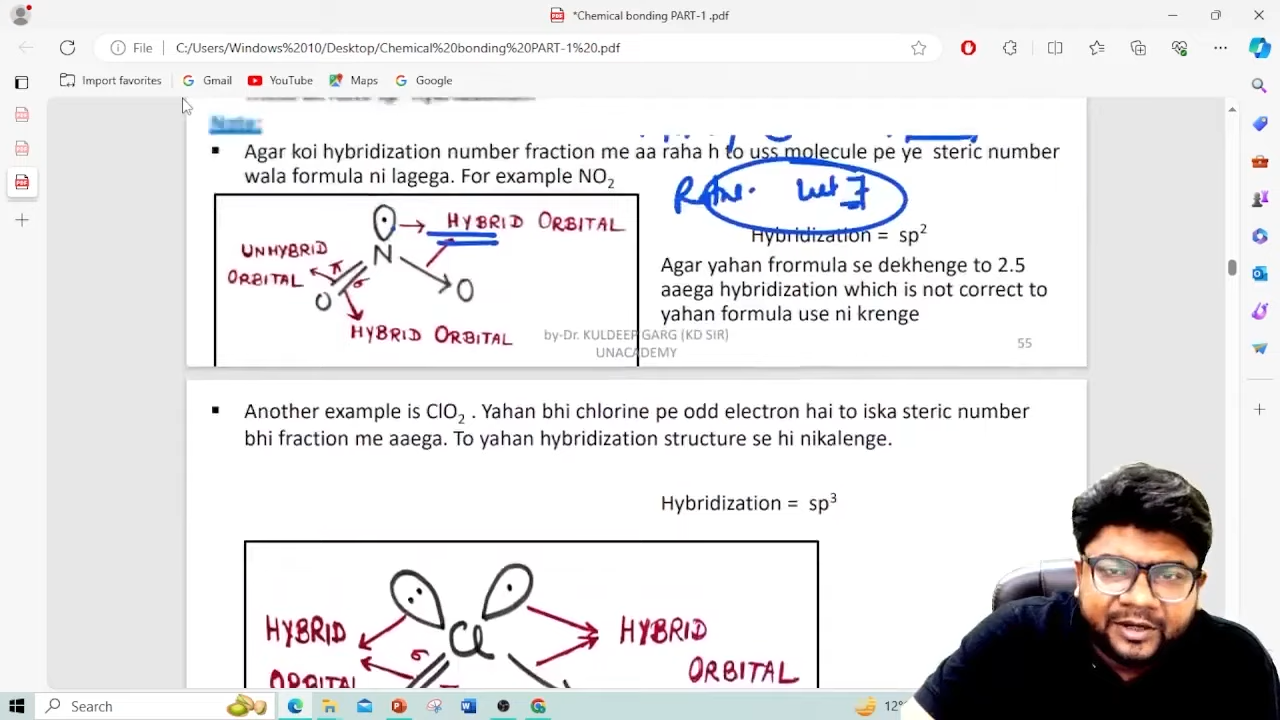 *Chemical bonding PART-1 .pdf
File
C:/Users/Windows%2010/Desktop/Chemical%20bonding%20PART-1%20.pdf
Import favorites
Gmail
YouTube
Maps
Google
Note:
▪ Agar koi hybridization number fraction me aa raha h to uss molecule pe ye steric number
wala formula ni lagega. For example NO₂
HYBRID ORBITAL
UNHYBRID
ORBITAL
π
σ
N
O
O
HYBRID ORBITAL
Hybridization = sp²
Agar yahan frormula se dekhenge to 2.5
aaega hybridization which is not correct to
yahan formula use ni krenge
by-Dr. KULDEEP GARG (KD SIR)
UNACADEMY
55
▪ Another example is ClO₂ . Yahan bhi chlorine pe odd electron hai to iska steric number
bhi fraction me aaega. To yahan hybridization structure se hi nikalenge.
Hybridization = sp³
HYBRID
ORBITAL
Cl
σ
HYBRID
ORBITAL
Search
12°